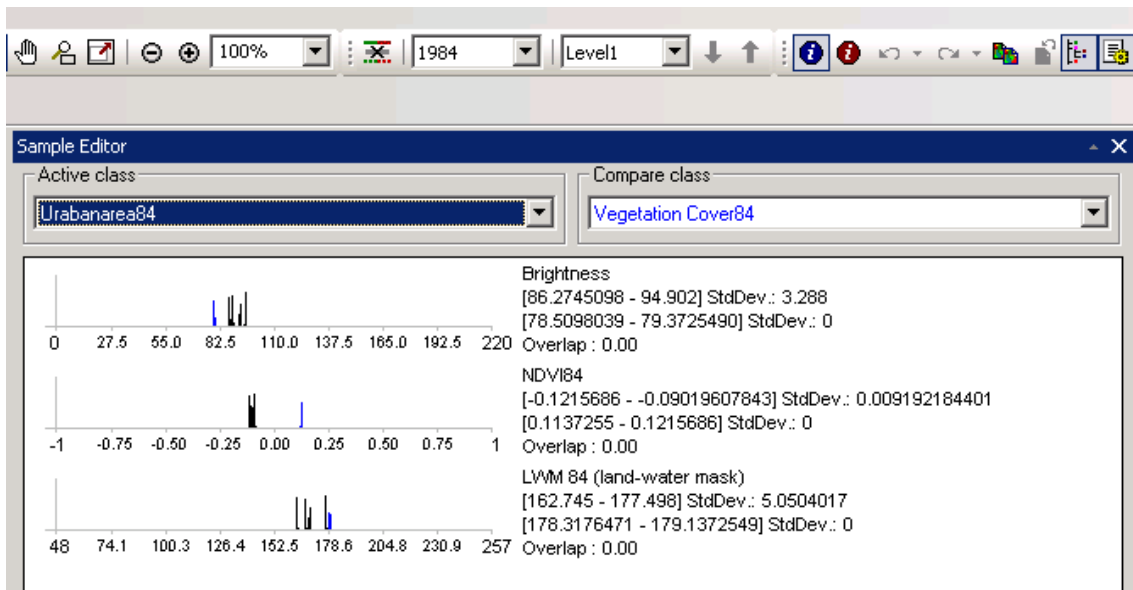 100% 1984 Level1
Sample Editor
Active class Compare class
Urabanarea84 Vegetation Cover84
Brightness
[86.2745098 - 94.902] StdDev.: 3.288
[78.5098039 - 79.3725490] StdDev.: 0
0 27.5 55.0 82.5 110.0 137.5 165.0 192.5 220 Overlap : 0.00
NDVI84
[-0.1215686 - -0.09019607843] StdDev.: 0.009192184401
[0.1137255 - 0.1215686] StdDev.: 0
-1 -0.75 -0.50 -0.25 0.00 0.25 0.50 0.75 1 Overlap : 0.00
LWM 84 (land-water mask)
[162.745 - 177.498] StdDev.: 5.0504017
[178.3176471 - 179.1372549] StdDev.: 0
48 74.1 100.3 126.4 152.5 178.6 204.8 230.9 257 Overlap : 0.00